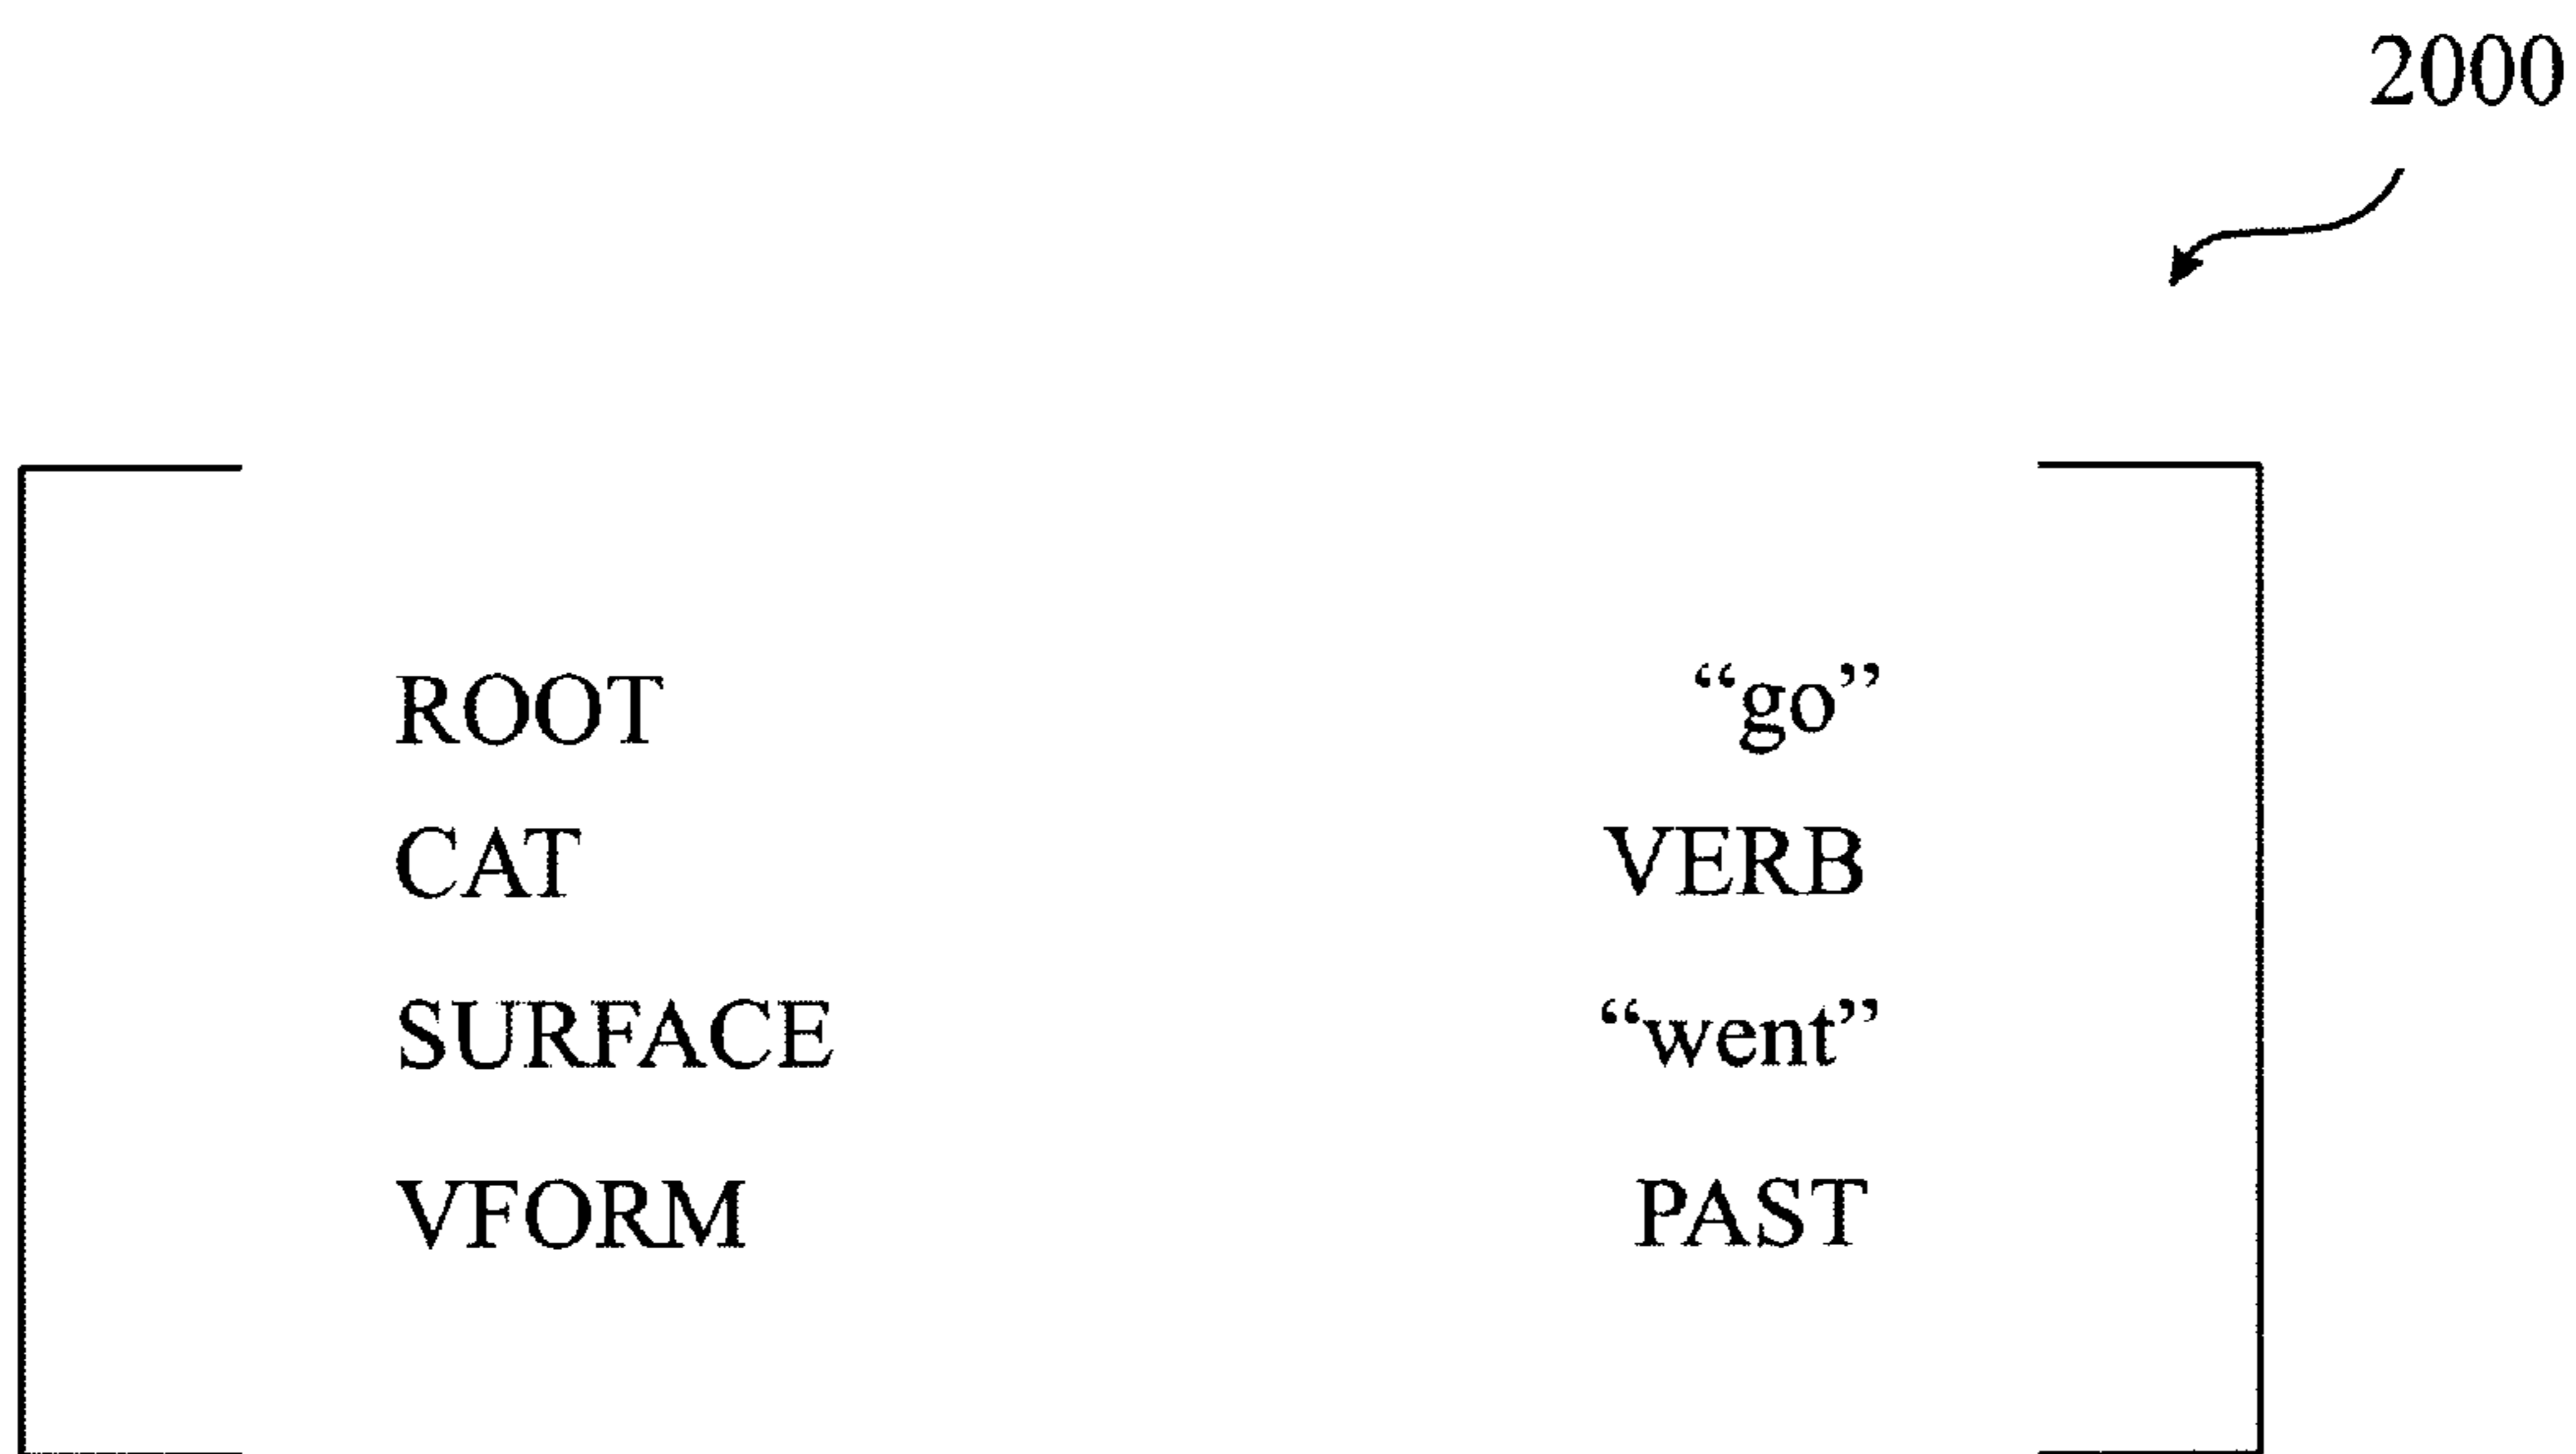 2000
ROOT “go”
CAT VERB
SURFACE “went”
VFORM PAST